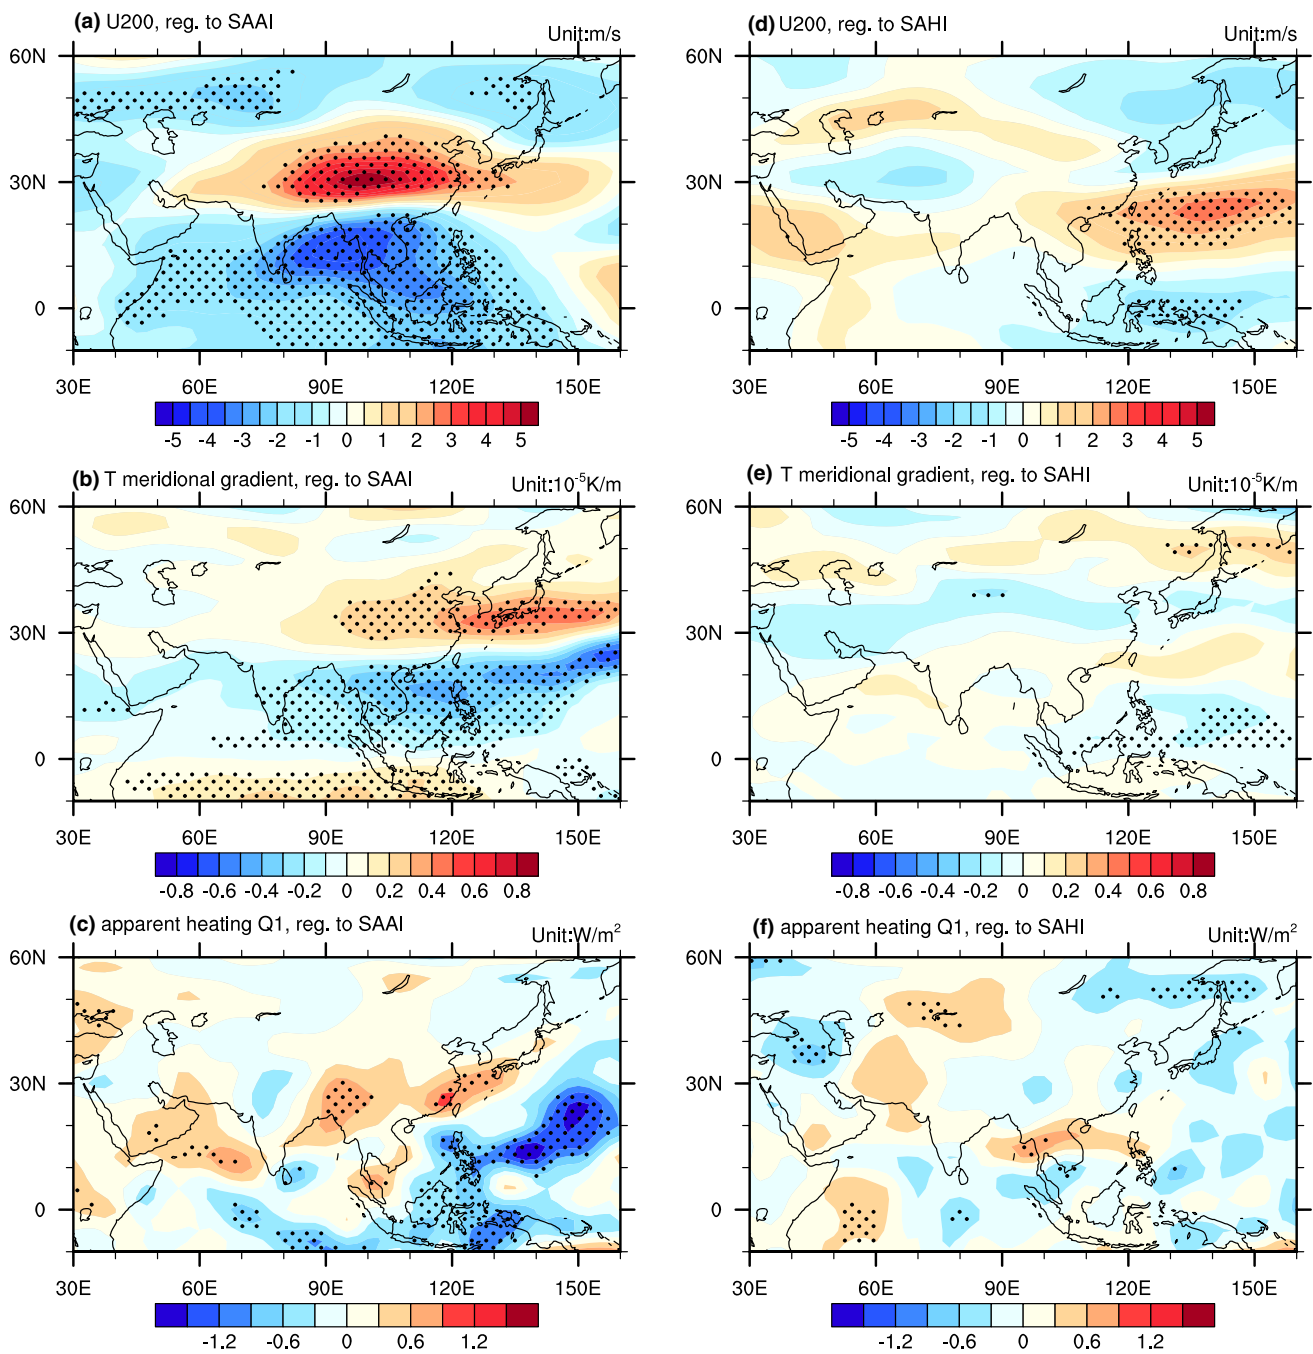 (a) U200, reg. to SAAI
Unit:m/s
60N
30N
0
30E 60E 90E 120E 150E
-5 -4 -3 -2 -1 0 1 2 3 4 5
(b) T meridional gradient, reg. to SAAI
Unit:10⁻⁵K/m
60N
30N
0
30E 60E 90E 120E 150E
-0.8 -0.6 -0.4 -0.2 0 0.2 0.4 0.6 0.8
(c) apparent heating Q1, reg. to SAAI
Unit:W/m²
60N
30N
0
30E 60E 90E 120E 150E
-1.2 -0.6 0 0.6 1.2
(d) U200, reg. to SAHI
Unit:m/s
60N
30N
0
30E 60E 90E 120E 150E
-5 -4 -3 -2 -1 0 1 2 3 4 5
(e) T meridional gradient, reg. to SAHI
Unit:10⁻⁵K/m
60N
30N
0
30E 60E 90E 120E 150E
-0.8 -0.6 -0.4 -0.2 0 0.2 0.4 0.6 0.8
(f) apparent heating Q1, reg. to SAHI
Unit:W/m²
60N
30N
0
30E 60E 90E 120E 150E
-1.2 -0.6 0 0.6 1.2